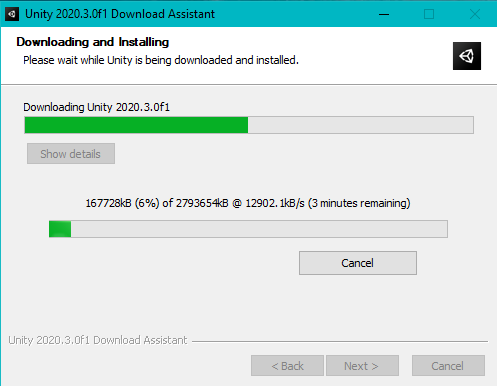 Unity 2020.3.0f1 Download Assistant
Downloading and Installing
Please wait while Unity is being downloaded and installed.
Downloading Unity 2020.3.0f1
Show details
167728kB (6%) of 2793654kB @ 12902.1kB/s (3 minutes remaining)
Cancel
Unity 2020.3.0f1 Download Assistant
< Back Next > Cancel